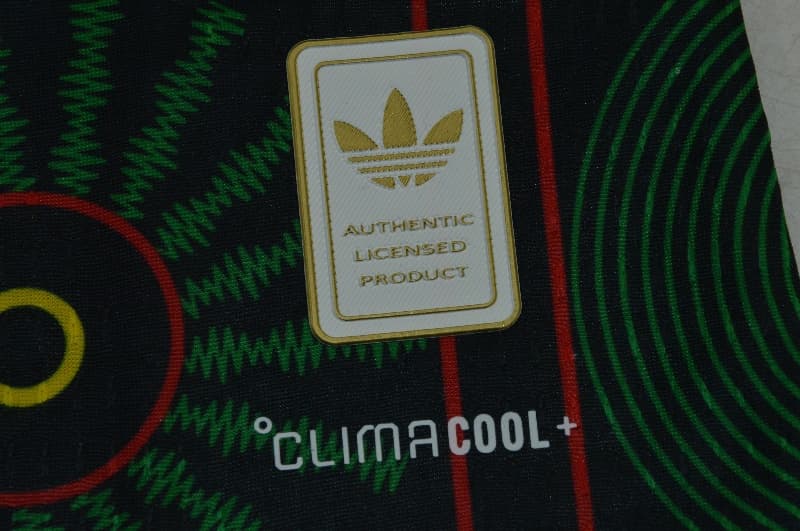 AUTHENTIC
LICENSED
PRODUCT
°CLIMACOOL+